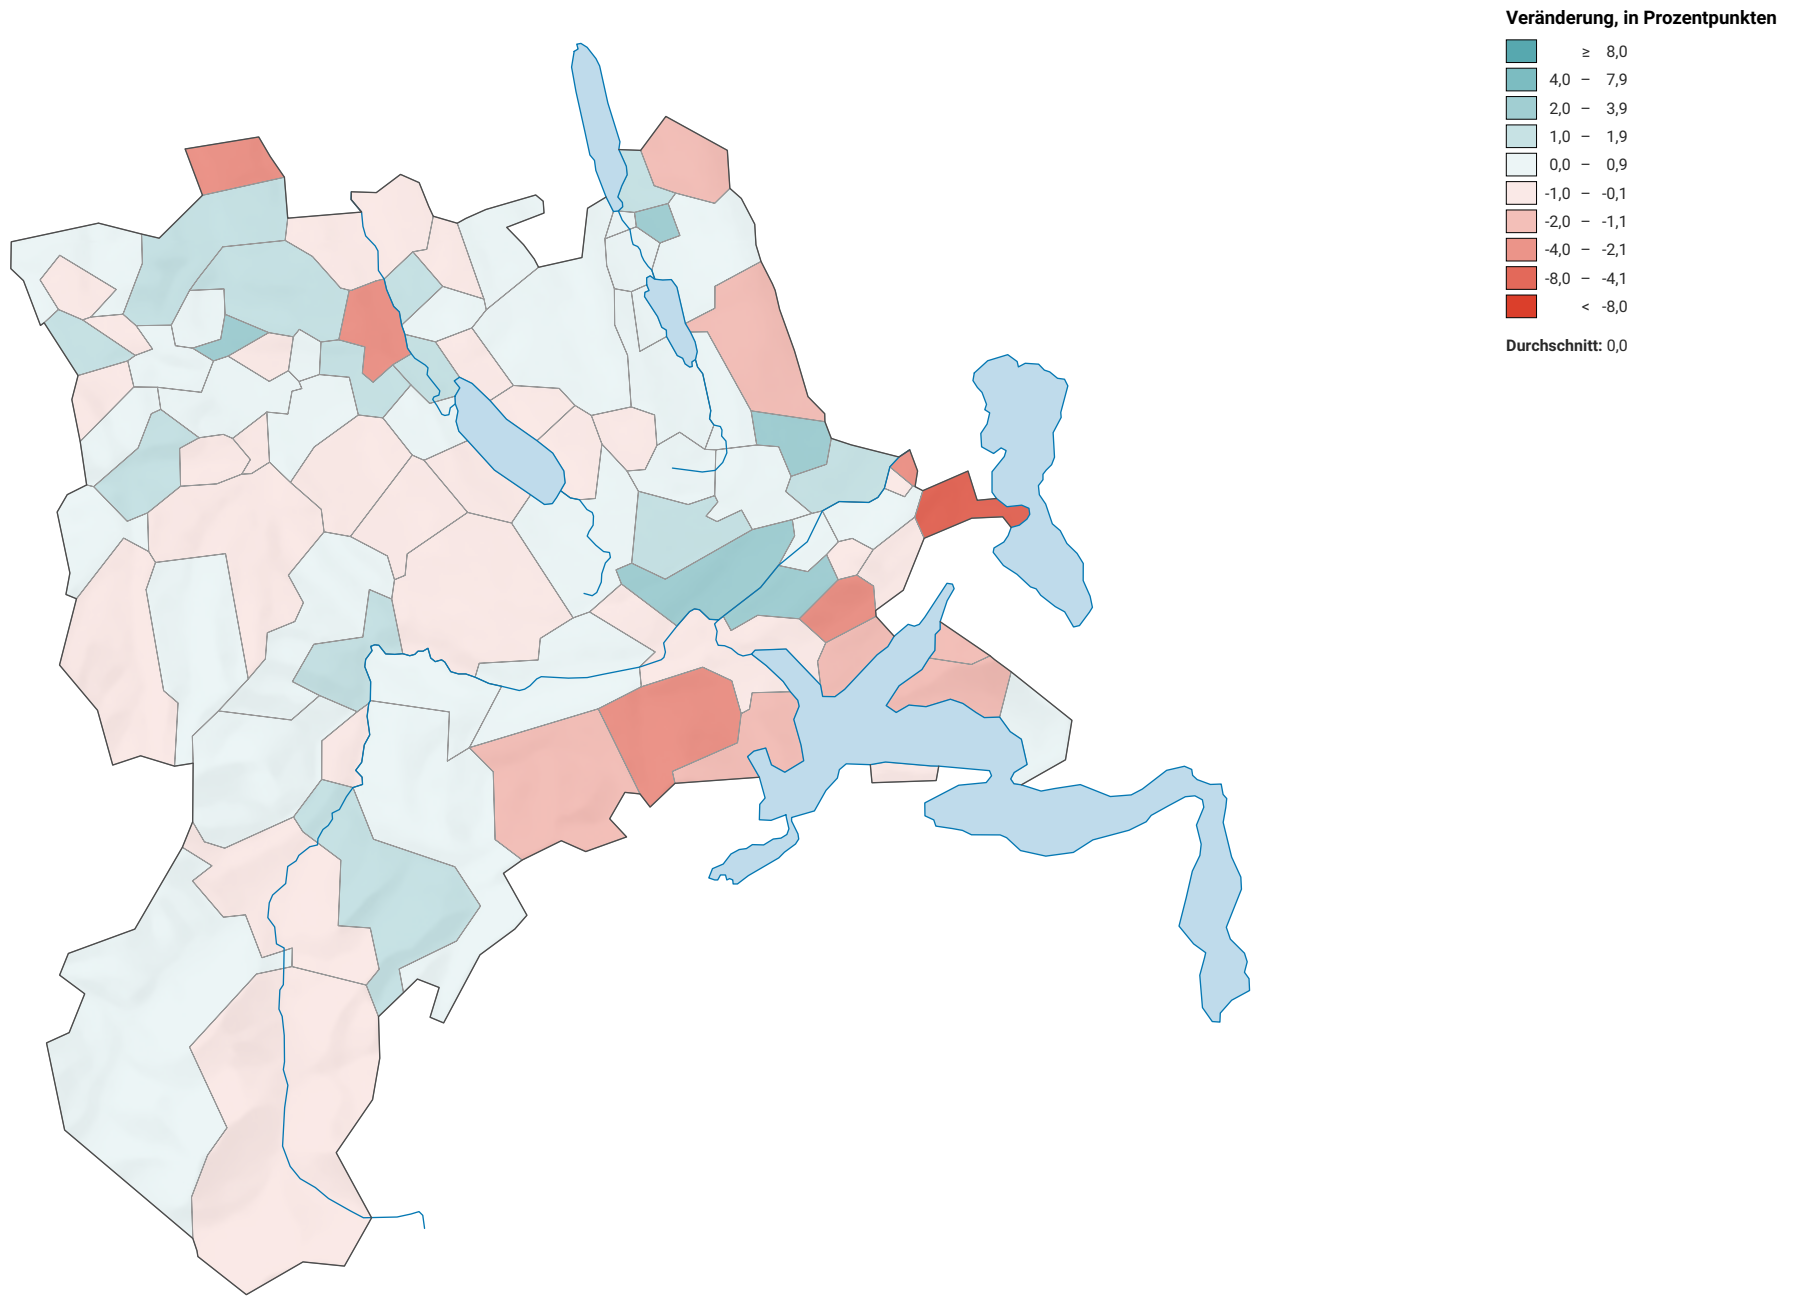 Veränderung, in Prozentpunkten
≥ 8,0
4,0 – 7,9
2,0 – 3,9
1,0 – 1,9
0,0 – 0,9
-1,0 – -0,1
-2,0 – -1,1
-4,0 – -2,1
-8,0 – -4,1
< -8,0
Durchschnitt: 0,0